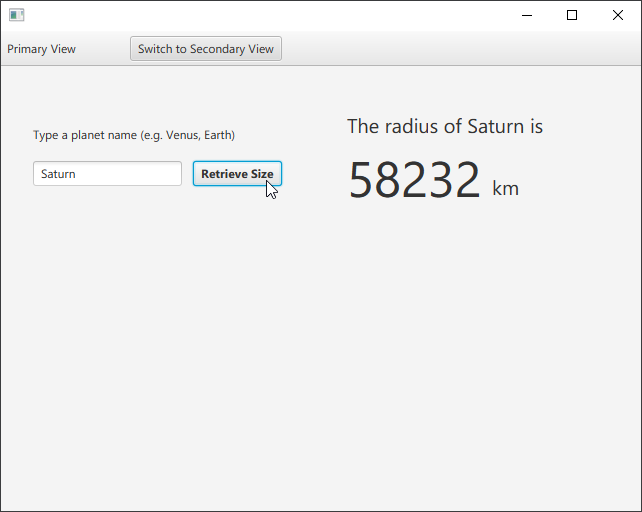 Primary View
Switch to Secondary View
Type a planet name (e.g. Venus, Earth)
Saturn
Retrieve Size
The radius of Saturn is
58232 km